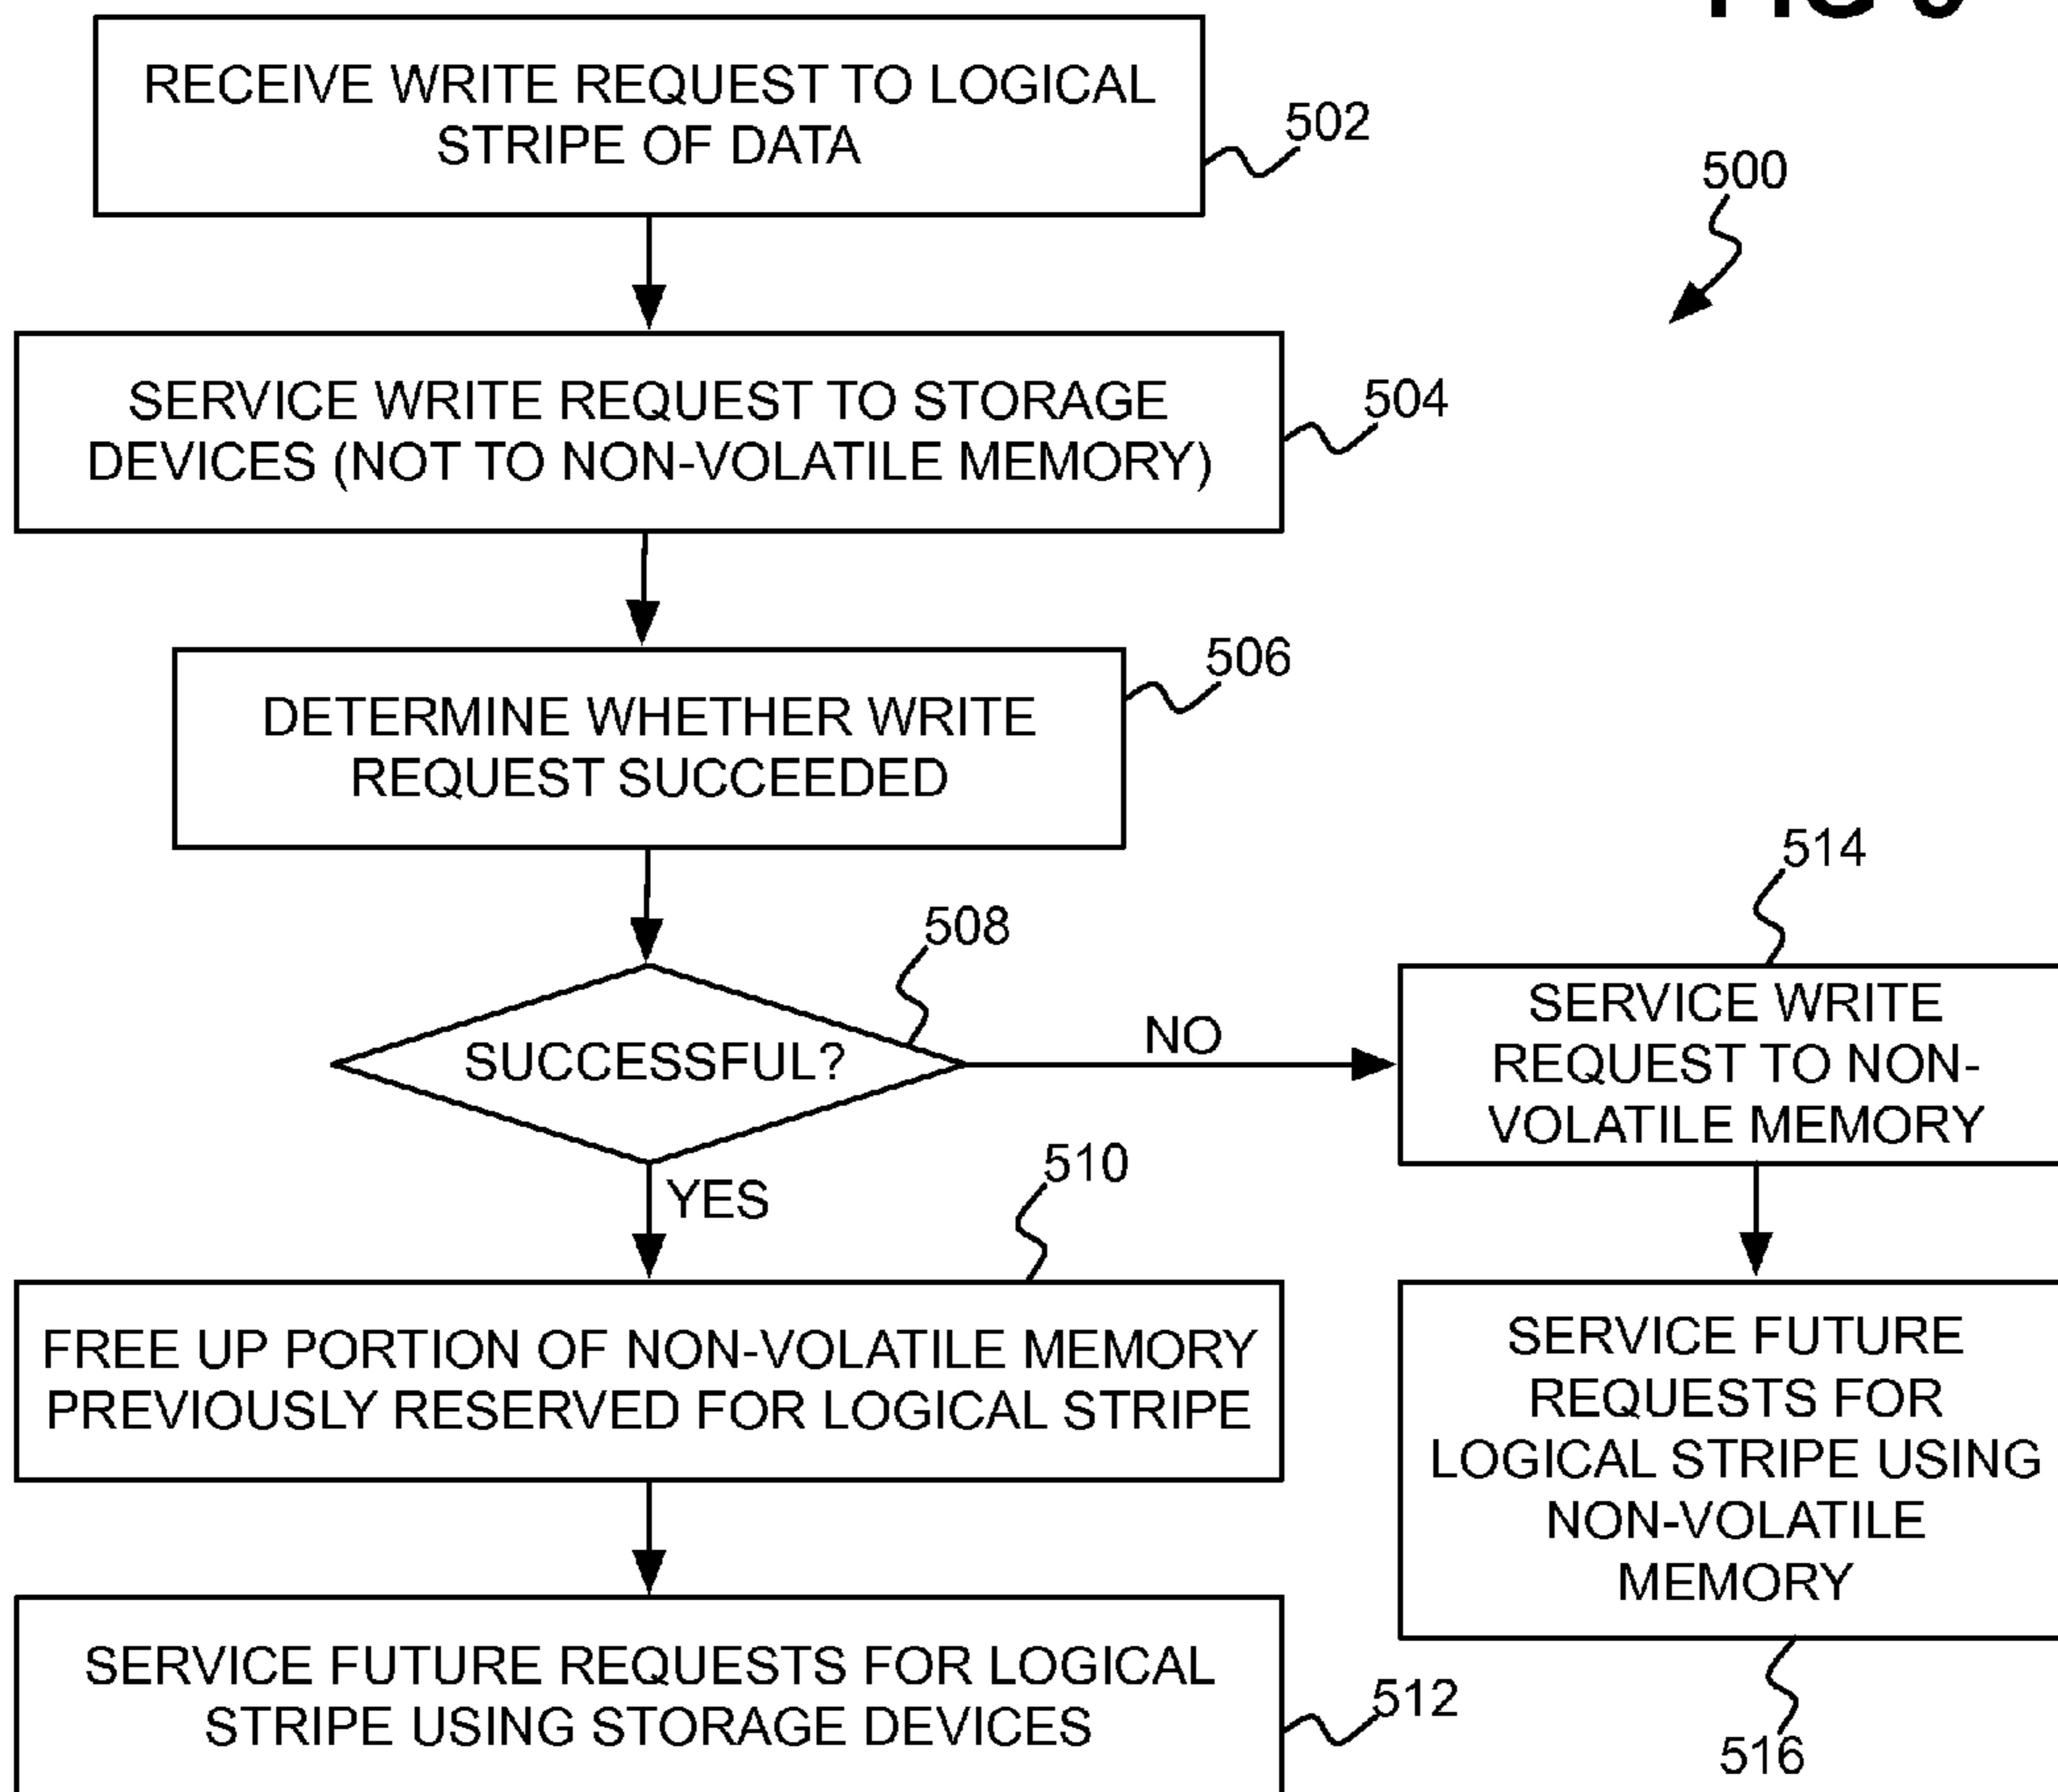 RECEIVE WRITE REQUEST TO LOGICAL
STRIPE OF DATA
502
500
SERVICE WRITE REQUEST TO STORAGE
DEVICES (NOT TO NON-VOLATILE MEMORY)
504
DETERMINE WHETHER WRITE
REQUEST SUCCEEDED
506
508
SUCCESSFUL?
NO
YES
514
SERVICE WRITE
REQUEST TO NON-
VOLATILE MEMORY
510
FREE UP PORTION OF NON-VOLATILE MEMORY
PREVIOUSLY RESERVED FOR LOGICAL STRIPE
SERVICE FUTURE
REQUESTS FOR
LOGICAL STRIPE USING
NON-VOLATILE
MEMORY
516
SERVICE FUTURE REQUESTS FOR LOGICAL
STRIPE USING STORAGE DEVICES
512